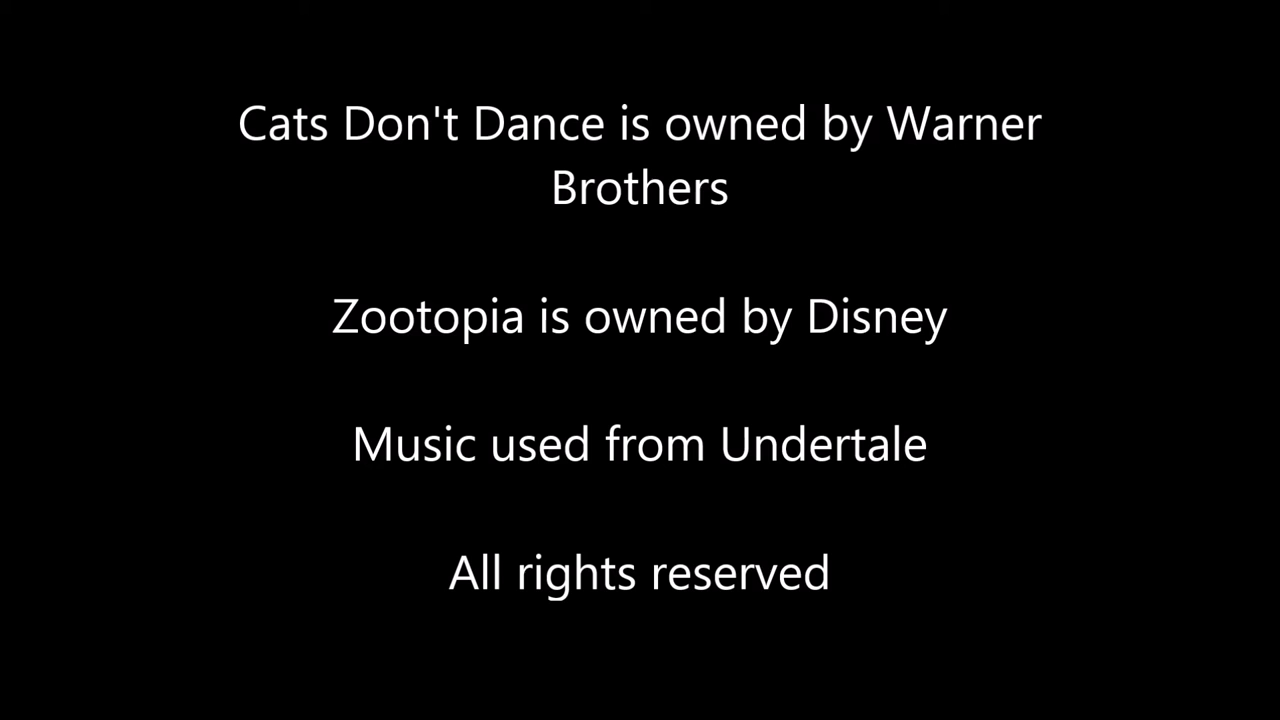 Cats Don't Dance is owned by Warner
Brothers
Zootopia is owned by Disney
Music used from Undertale
All rights reserved